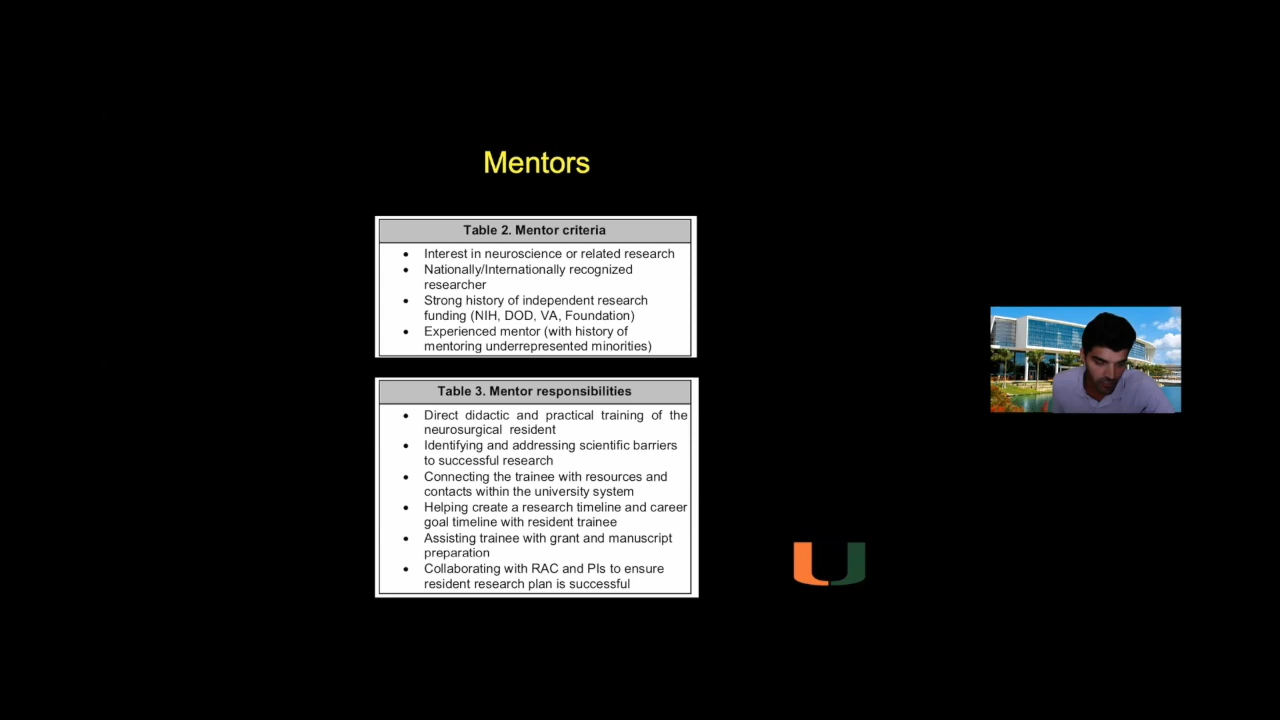 Mentors
Table 2. Mentor criteria
• Interest in neuroscience or related research
• Nationally/Internationally recognized
researcher
• Strong history of independent research
funding (NIH, DOD, VA, Foundation)
• Experienced mentor (with history of
mentoring underrepresented minorities)
Table 3. Mentor responsibilities
• Direct didactic and practical training of the
neurosurgical resident
• Identifying and addressing scientific barriers
to successful research
• Connecting the trainee with resources and
contacts within the university system
• Helping create a research timeline and career
goal timeline with resident trainee
• Assisting trainee with grant and manuscript
preparation
• Collaborating with RAC and PIs to ensure
resident research plan is successful
U